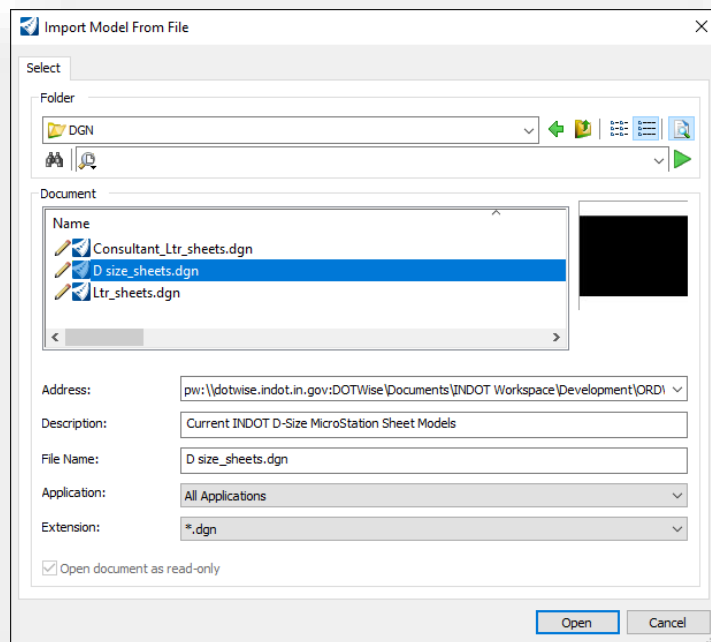 Import Model From File
Select
Folder
DGN
Document
Name
Consultant_Ltr_sheets.dgn
D size_sheets.dgn
Ltr_sheets.dgn
Address:
pw:\\dotwise.indot.in.gov:DOTWise\Documents\INDOT Workspace\Development\ORD\
Description:
Current INDOT D-Size MicroStation Sheet Models
File Name:
D size_sheets.dgn
Application:
All Applications
Extension:
*.dgn
Open document as read-only
Open
Cancel